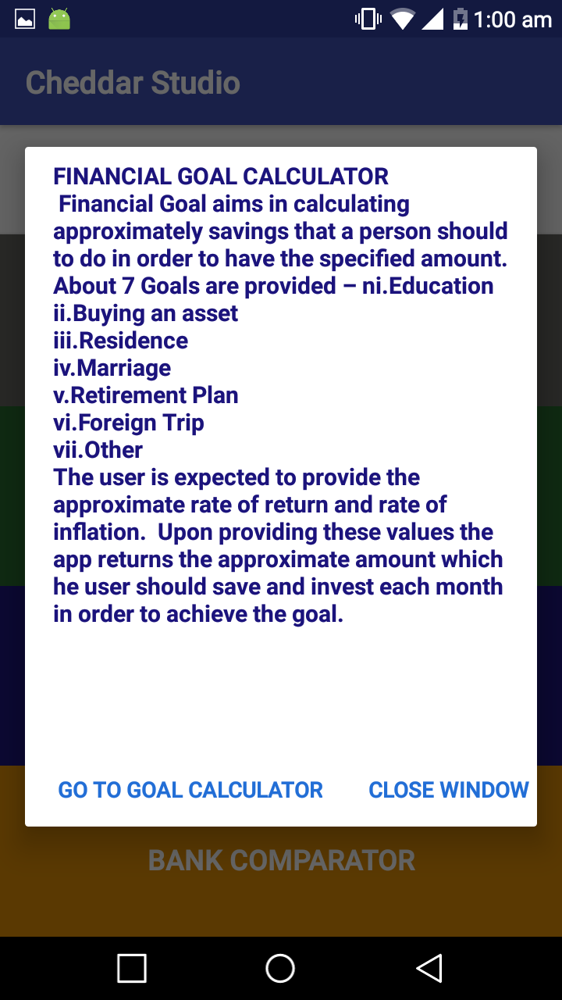 1:00 am
Cheddar Studio
FINANCIAL GOAL CALCULATOR
Financial Goal aims in calculating
approximately savings that a person should
to do in order to have the specified amount.
About 7 Goals are provided – ni.Education
ii.Buying an asset
iii.Residence
iv.Marriage
v.Retirement Plan
vi.Foreign Trip
vii.Other
The user is expected to provide the
approximate rate of return and rate of
inflation.  Upon providing these values the
app returns the approximate amount which
he user should save and invest each month
in order to achieve the goal.
GO TO GOAL CALCULATOR CLOSE WINDOW
BANK COMPARATOR